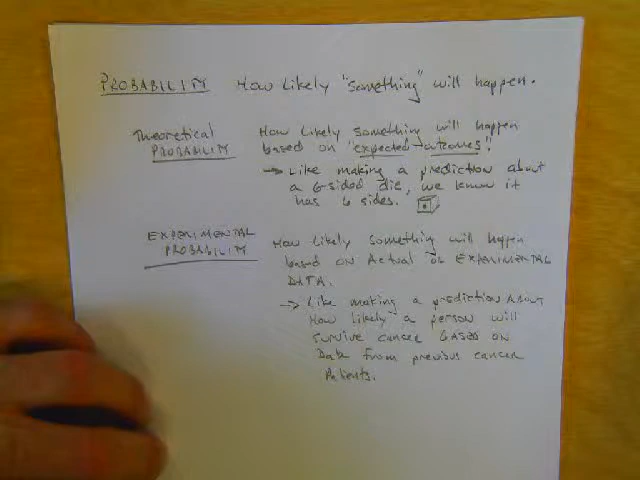 PROBABILITY How likely "something" will happen.
Theoretical How likely something will happen
PROBABILITY based on "expected outcomes"
→ Like making a prediction about
a 6-sided die, we know it
has 6 sides.
EXPERIMENTAL How likely something will happen
PROBABILITY based on Actual or EXPERIMENTAL
DATA.
→ Like making a prediction About
How likely a person will
survive cancer BASED ON
Data from previous cancer
Patients.